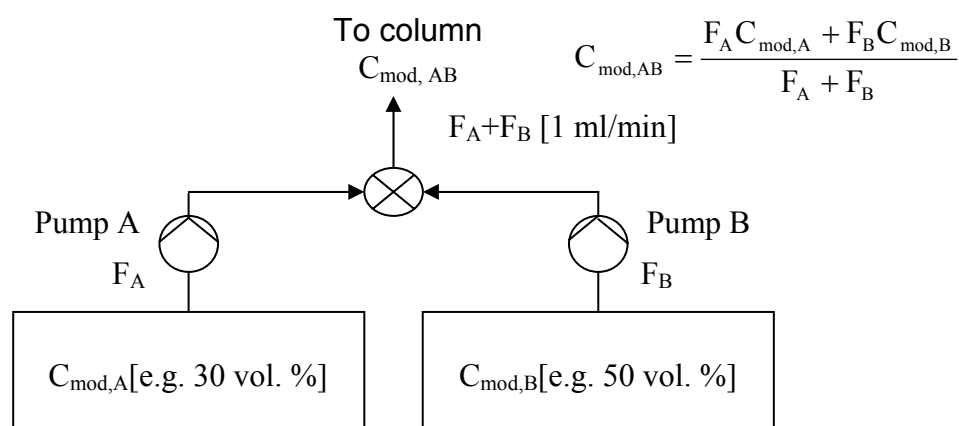 To column
C_mod, AB
C_mod,AB = (F_A C_mod,A + F_B C_mod,B) / (F_A + F_B)
F_A+F_B [1 ml/min]
Pump A
Pump B
F_A
F_B
C_mod,A[e.g. 30 vol. %]
C_mod,B[e.g. 50 vol. %]